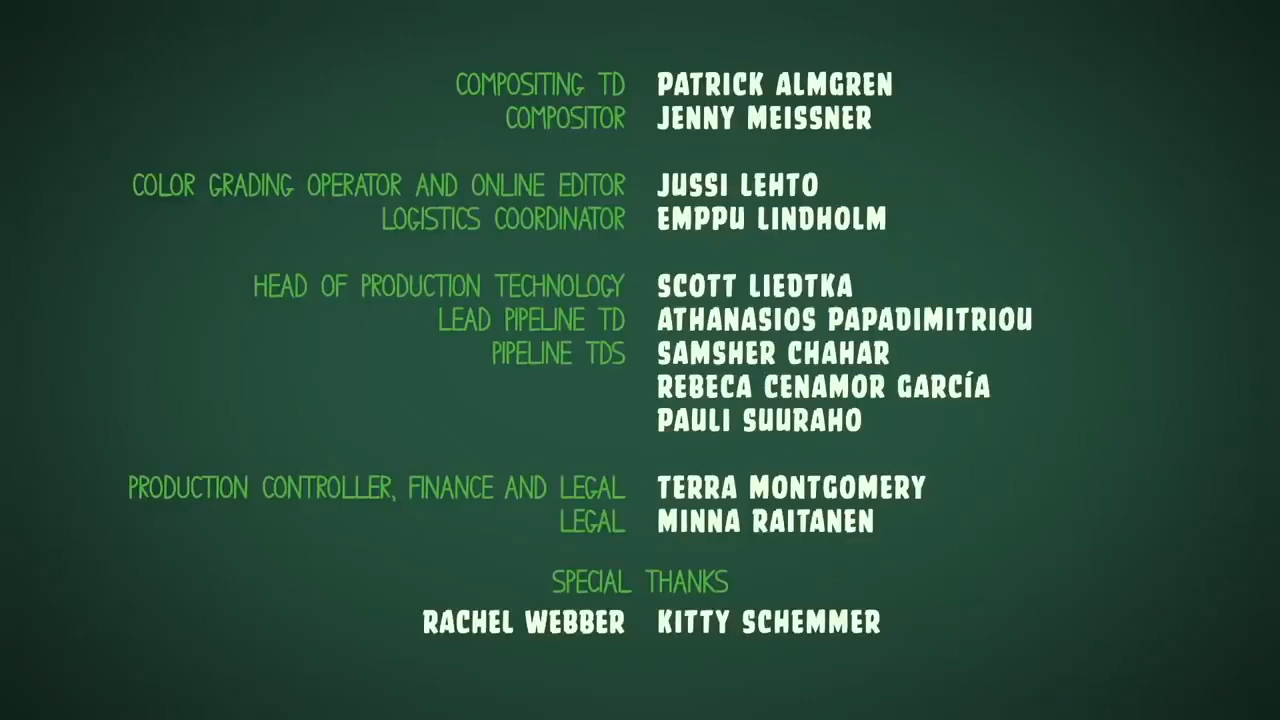 COMPOSITING TD PATRICK ALMGREN
COMPOSITOR JENNY MEISSNER
COLOR GRADING OPERATOR AND ONLINE EDITOR JUSSI LEHTO
LOGISTICS COORDINATOR EMPPU LINDHOLM
HEAD OF PRODUCTION TECHNOLOGY SCOTT LIEDTKA
LEAD PIPELINE TD ATHANASIOS PAPADIMITRIOU
PIPELINE TDS SAMSHER CHAHAR
REBECA CENAMOR GARCÍA
PAULI SUURAHO
PRODUCTION CONTROLLER, FINANCE AND LEGAL TERRA MONTGOMERY
LEGAL MINNA RAITANEN
SPECIAL THANKS
RACHEL WEBBER KITTY SCHEMMER